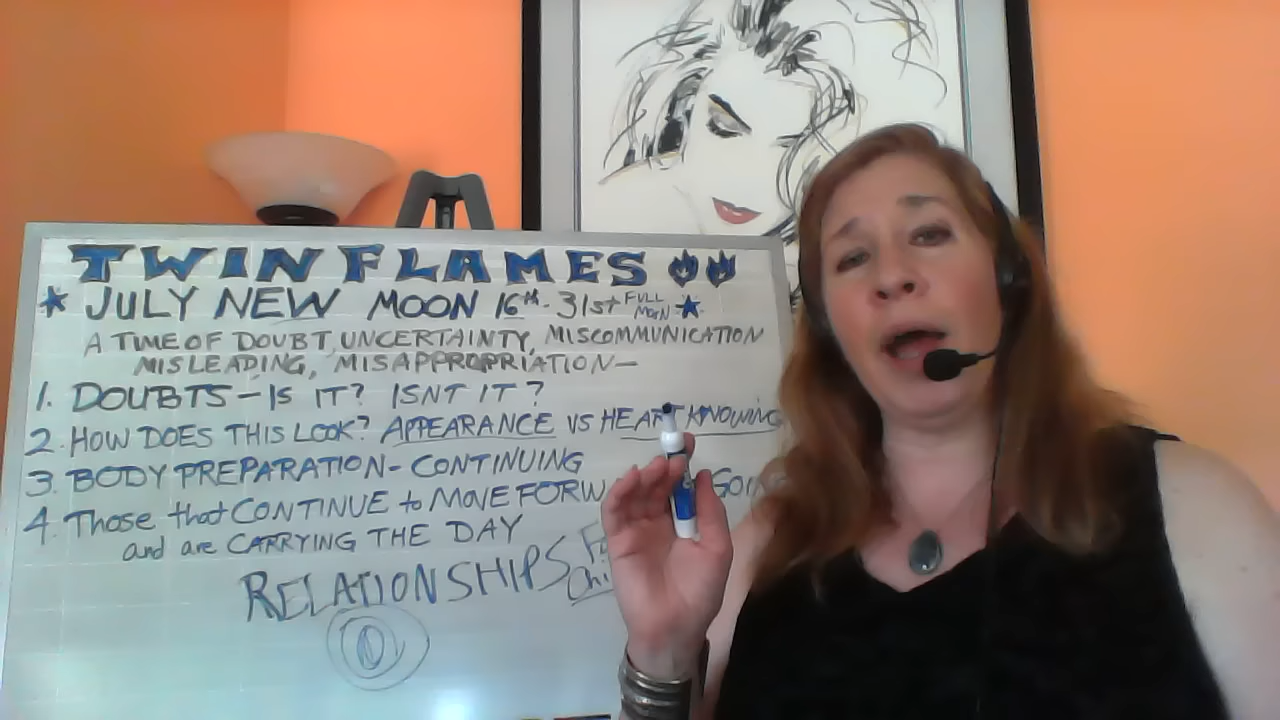 TWIN FLAMES
* JULY NEW MOON 16th - 31st FULL MOON *
A TIME OF DOUBT, UNCERTAINTY, MISCOMMUNICATION
MISLEADING, MISAPPROPRIATION—
1. DOUBTS - IS IT? ISNT IT?
2. HOW DOES THIS LOOK? APPEARANCE VS HEART KNOWING
3. BODY PREPARATION - CONTINUING
4. Those that CONTINUE to MOVE
and are CARRYING THE DAY
RELATIONSHIPS